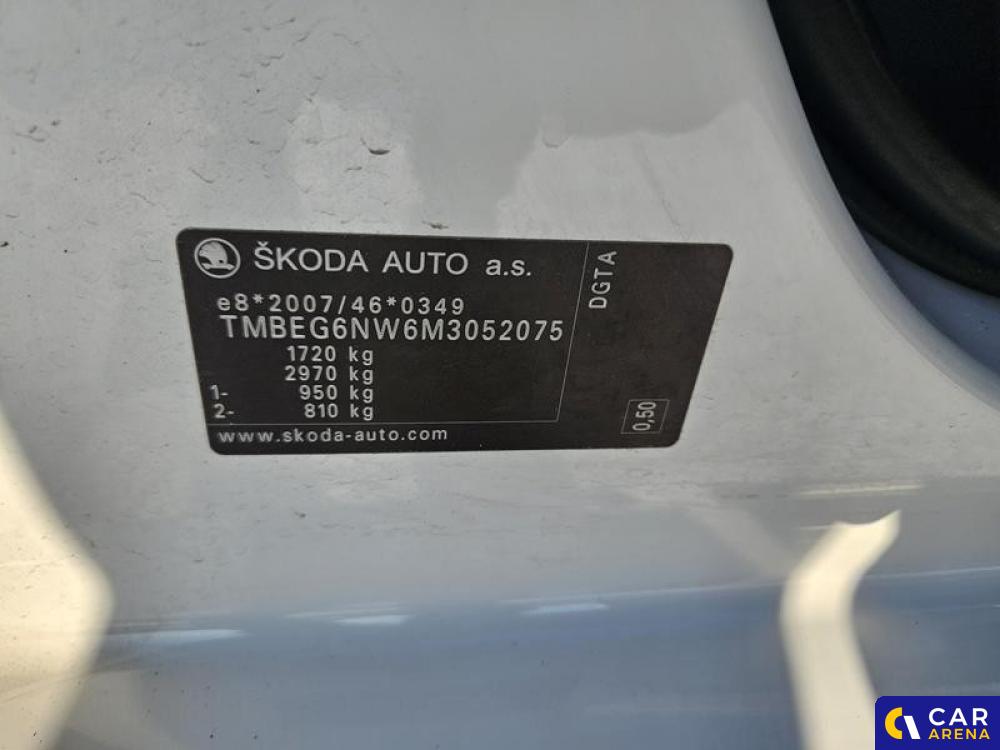 ŠKODA AUTO a.s.
e8*2007/46*0349
TMBEG6NW6M3052075
1720 kg
2970 kg
1- 950 kg
2- 810 kg
www.skoda-auto.com
DGTA
0,50
CAR
ARENA